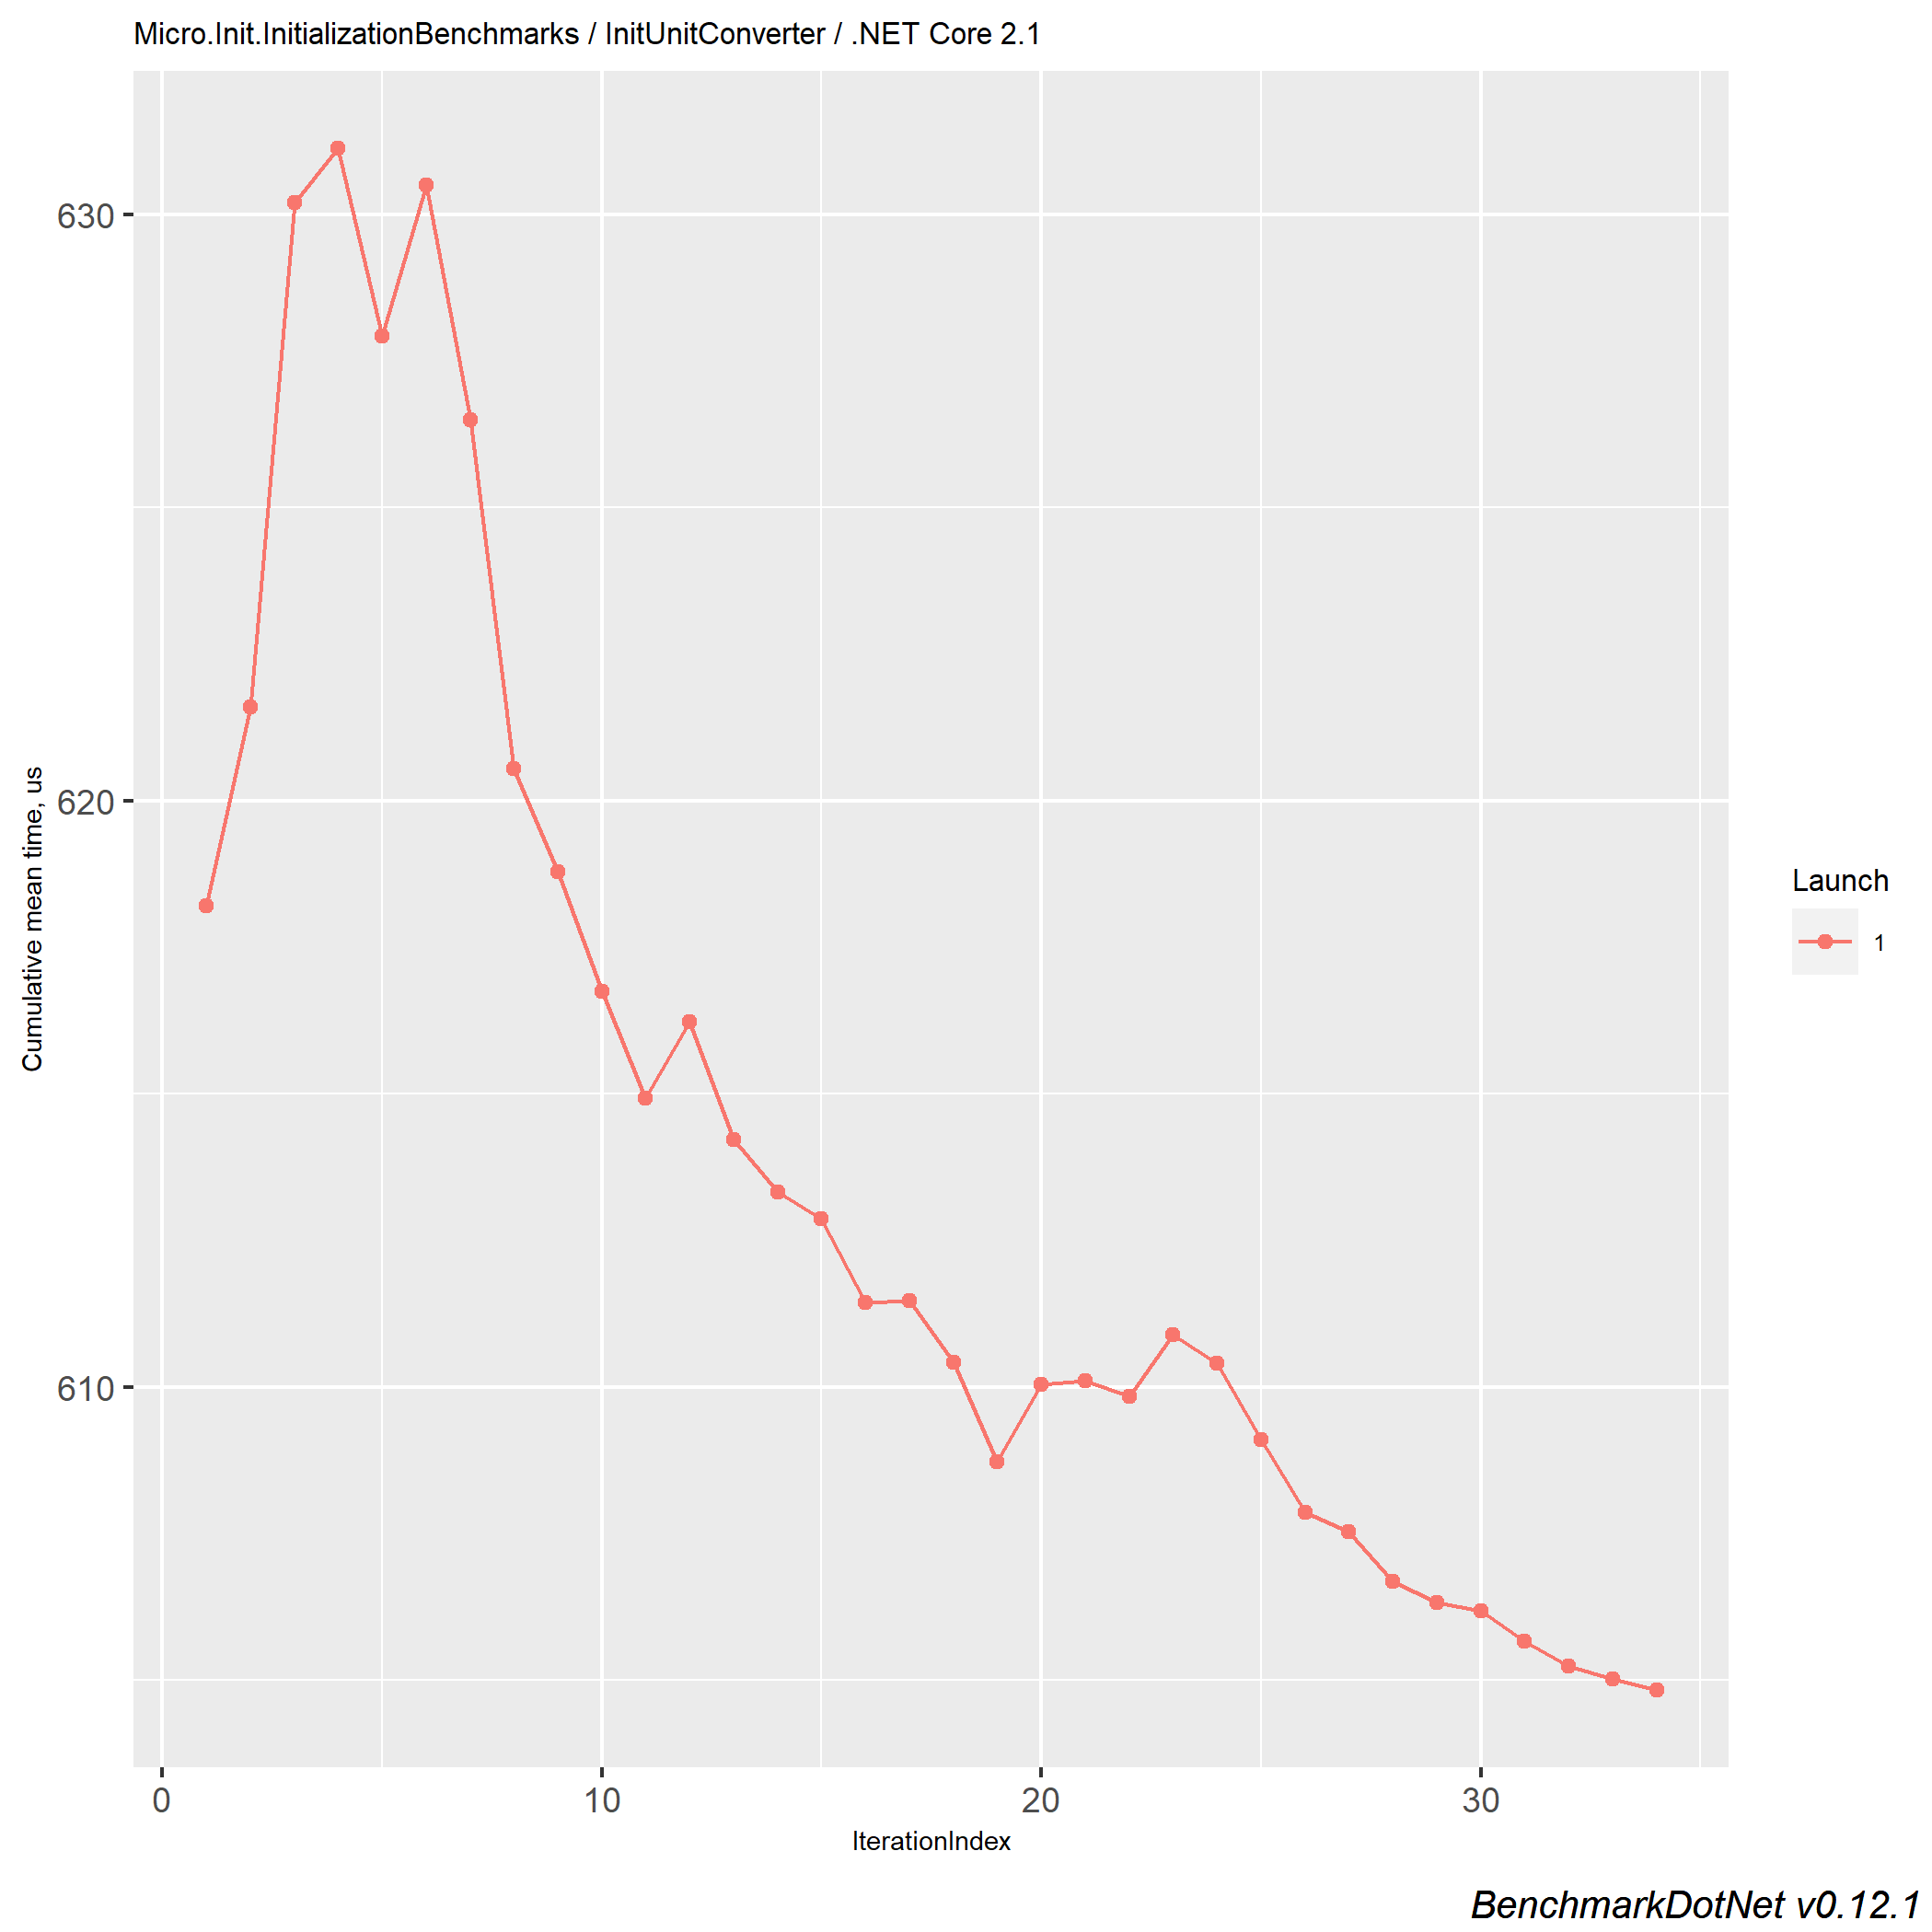 Micro.Init.InitializationBenchmarks / InitUnitConverter / .NET Core 2.1
630
620
610
Cumulative mean time, us
0 10 20 30
IterationIndex
Launch
1
BenchmarkDotNet v0.12.1